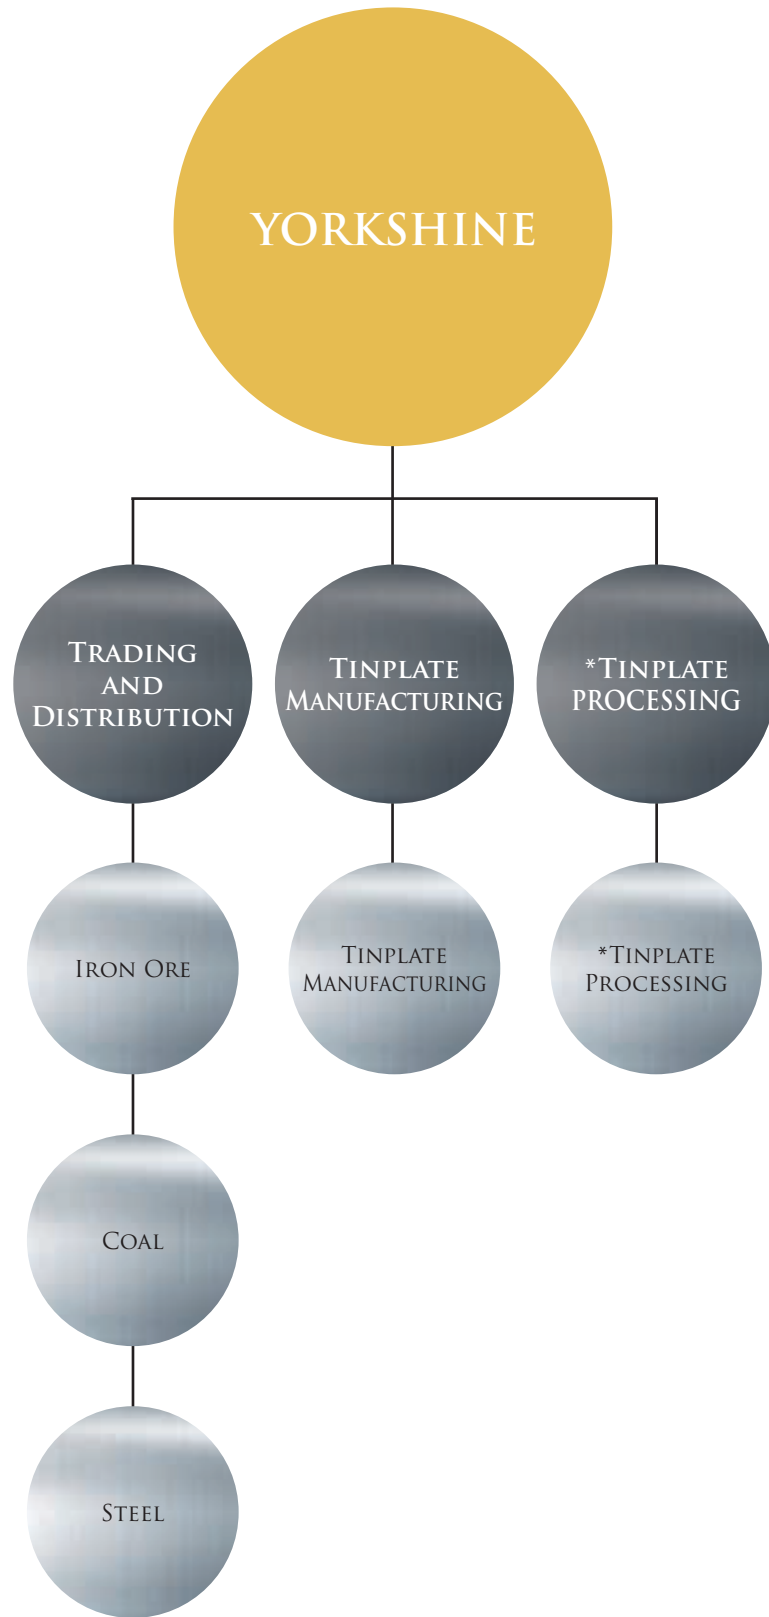 YORKSHINE
TRADING
AND
DISTRIBUTION
TINPLATE
MANUFACTURING
*TINPLATE
PROCESSING
IRON ORE
TINPLATE
MANUFACTURING
*TINPLATE
PROCESSING
COAL
STEEL